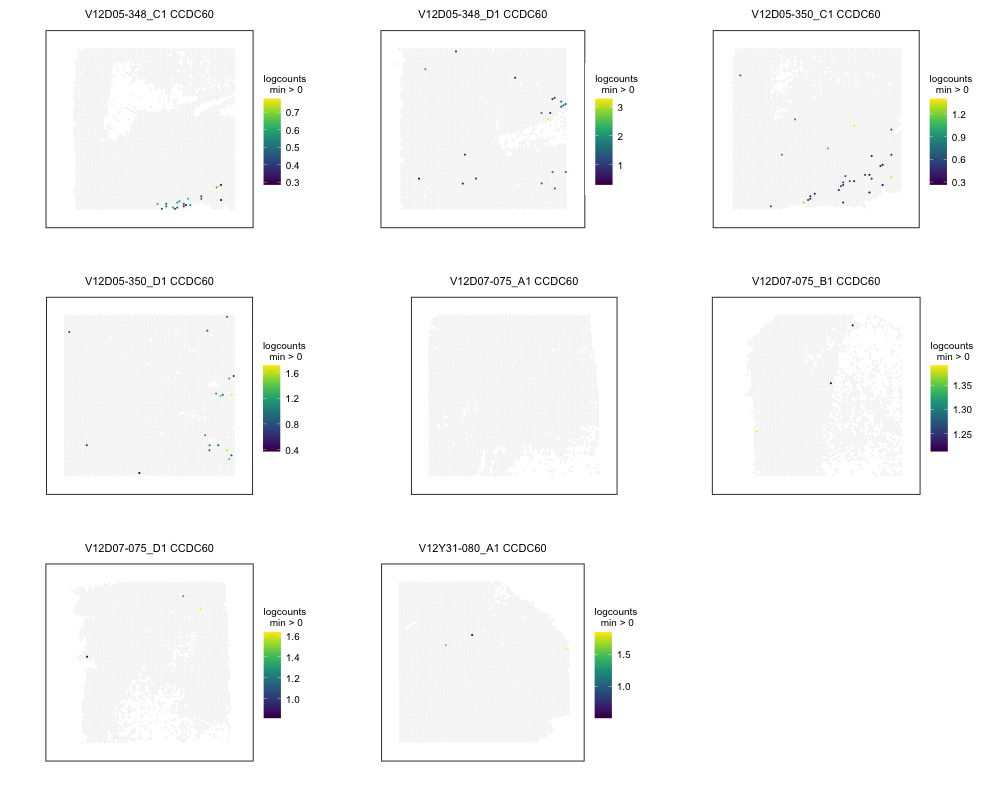 V12D05-348_C1 CCDC60
logcounts
min > 0
0.7
0.6
0.5
0.4
0.3
V12D05-348_D1 CCDC60
logcounts
min > 0
3
2
1
V12D05-350_C1 CCDC60
logcounts
min > 0
1.2
0.9
0.6
0.3
V12D05-350_D1 CCDC60
logcounts
min > 0
1.6
1.2
0.8
0.4
V12D07-075_A1 CCDC60
V12D07-075_B1 CCDC60
logcounts
min > 0
1.35
1.30
1.25
V12D07-075_D1 CCDC60
logcounts
min > 0
1.6
1.4
1.2
1.0
V12Y31-080_A1 CCDC60
logcounts
min > 0
1.5
1.0